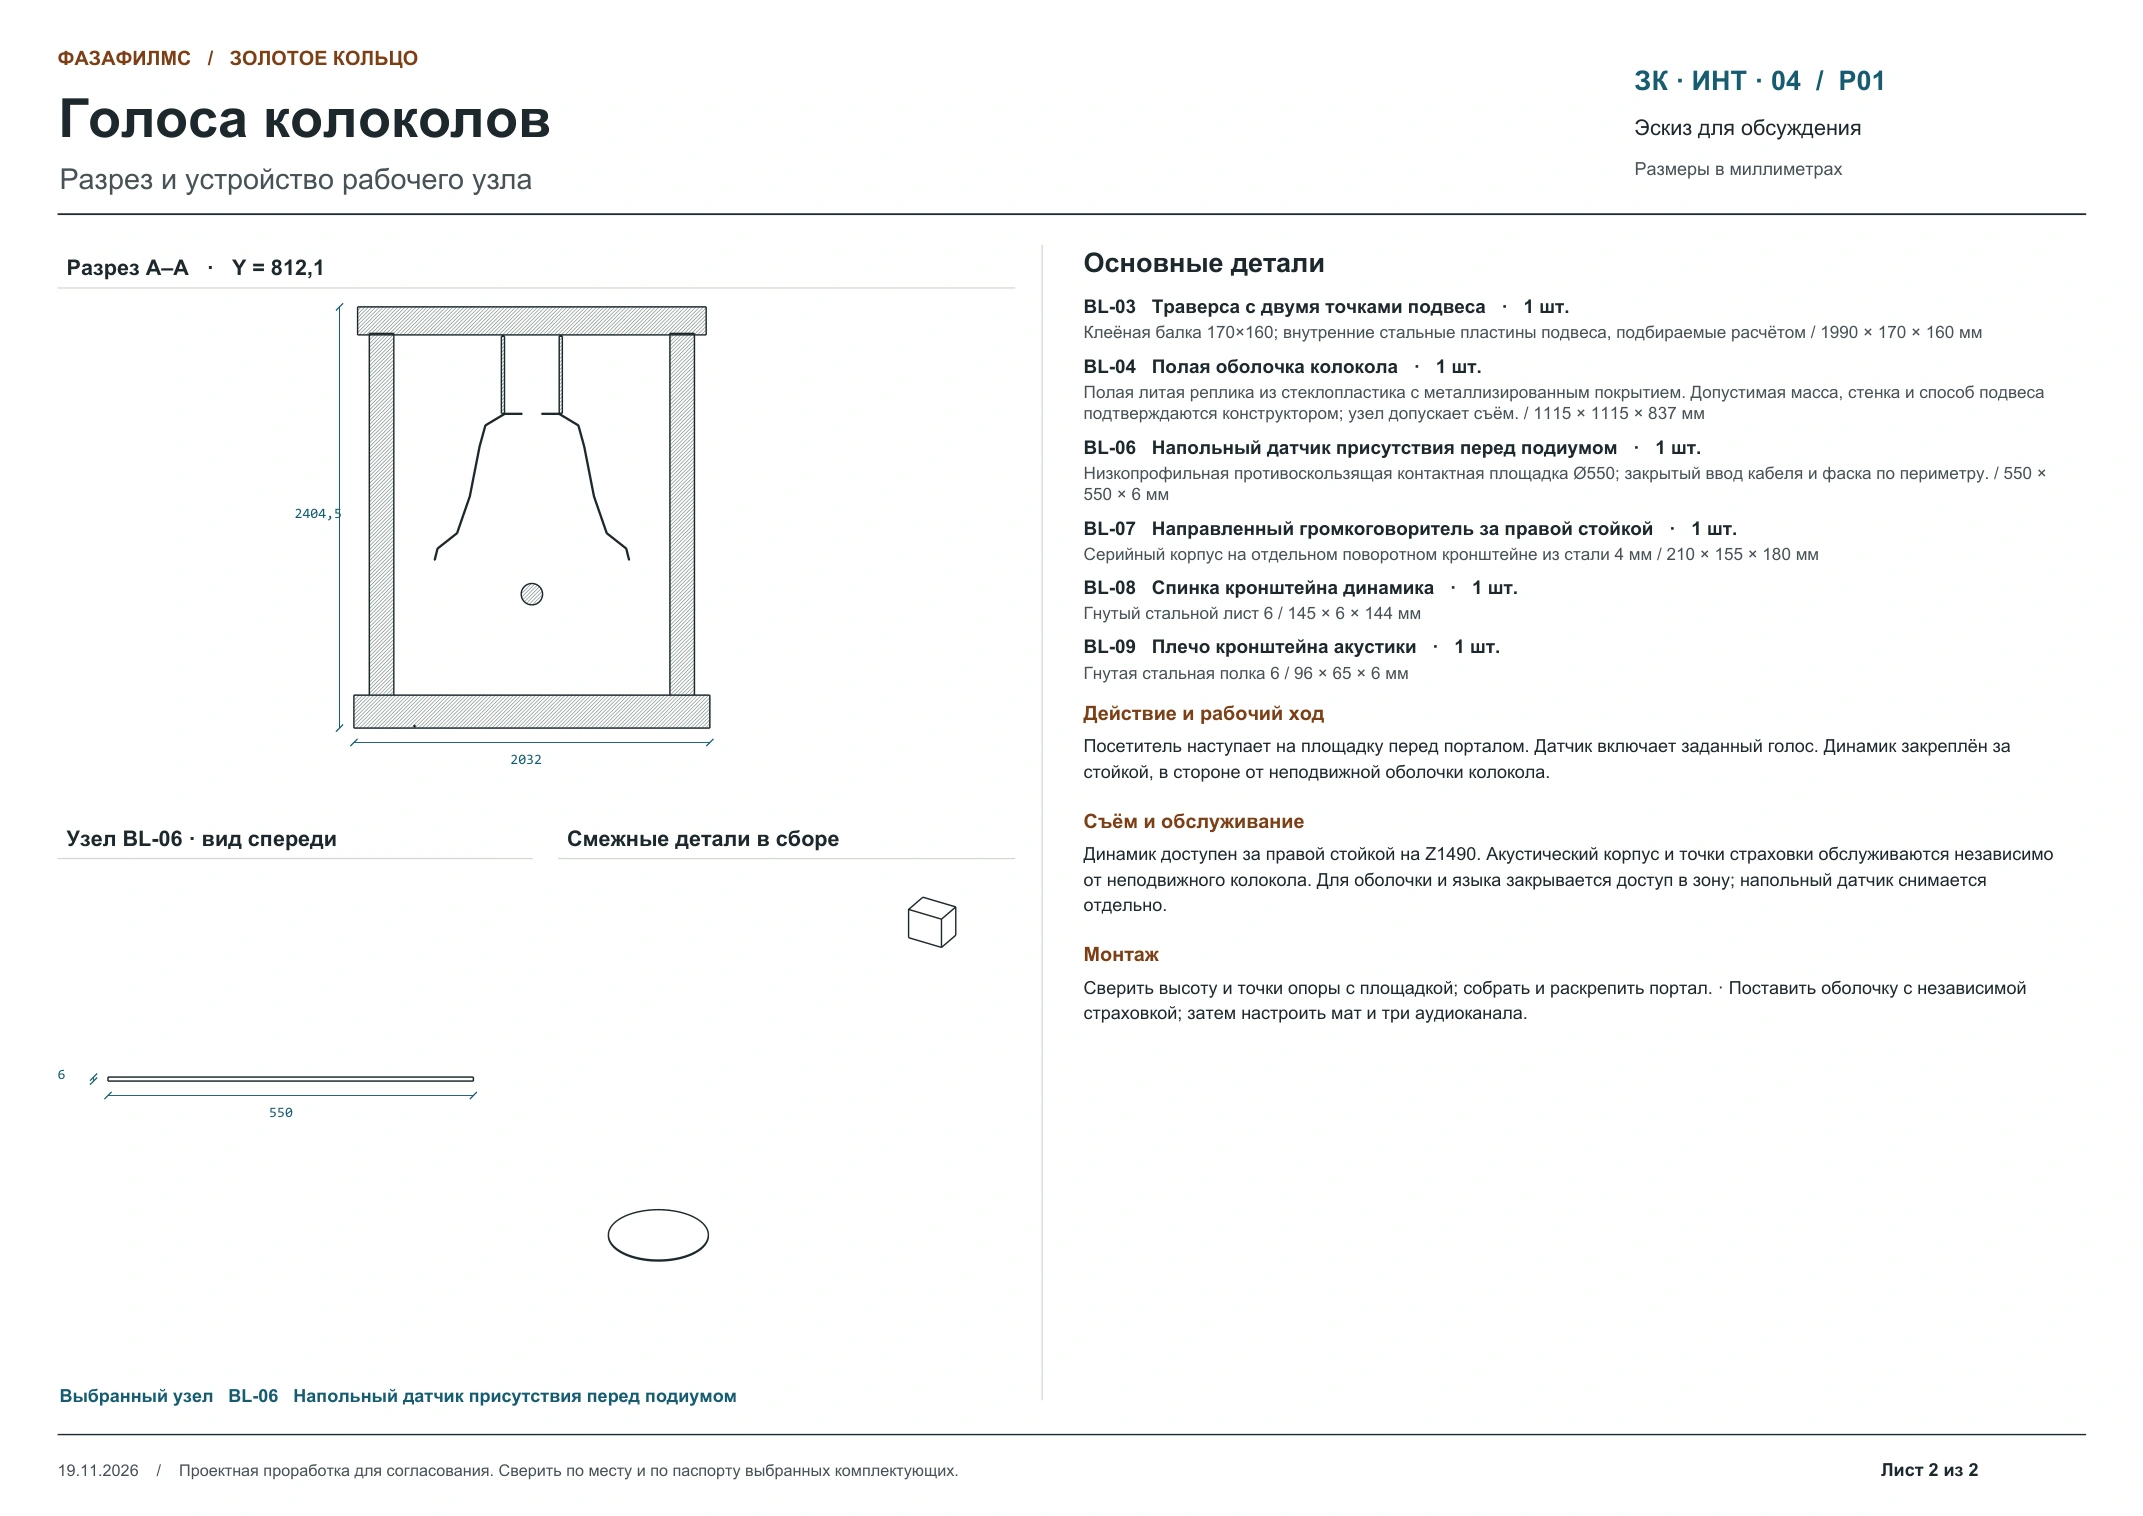 ФАЗАФИЛМС / ЗОЛОТОЕ КОЛЬЦО
Голоса колоколов
Разрез и устройство рабочего узла
ЗК · ИНТ · 04 / P01
Эскиз для обсуждения
Размеры в миллиметрах
Разрез А–А · Y = 812,1
2404,5
2032
Узел BL-06 · вид спереди
6
550
Смежные детали в сборе
Выбранный узел BL-06 Напольный датчик присутствия перед подиумом
Основные детали
BL-03 Траверса с двумя точками подвеса · 1 шт.
Клеёная балка 170×160; внутренние стальные пластины подвеса, подбираемые расчётом / 1990 × 170 × 160 мм
BL-04 Полая оболочка колокола · 1 шт.
Полая литая реплика из стеклопластика с металлизированным покрытием. Допустимая масса, стенка и способ подвеса
подтверждаются конструктором; узел допускает съём. / 1115 × 1115 × 837 мм
BL-06 Напольный датчик присутствия перед подиумом · 1 шт.
Низкопрофильная противоскользящая контактная площадка Ø550; закрытый ввод кабеля и фаска по периметру. / 550 ×
550 × 6 мм
BL-07 Направленный громкоговоритель за правой стойкой · 1 шт.
Серийный корпус на отдельном поворотном кронштейне из стали 4 мм / 210 × 155 × 180 мм
BL-08 Спинка кронштейна динамика · 1 шт.
Гнутый стальной лист 6 / 145 × 6 × 144 мм
BL-09 Плечо кронштейна акустики · 1 шт.
Гнутая стальная полка 6 / 96 × 65 × 6 мм
Действие и рабочий ход
Посетитель наступает на площадку перед порталом. Датчик включает заданный голос. Динамик закреплён за
стойкой, в стороне от неподвижной оболочки колокола.
Съём и обслуживание
Динамик доступен за правой стойкой на Z1490. Акустический корпус и точки страховки обслуживаются независимо
от неподвижного колокола. Для оболочки и языка закрывается доступ в зону; напольный датчик снимается
отдельно.
Монтаж
Сверить высоту и точки опоры с площадкой; собрать и раскрепить портал. · Поставить оболочку с независимой
страховкой; затем настроить мат и три аудиоканала.
19.11.2026 / Проектная проработка для согласования. Сверить по месту и по паспорту выбранных комплектующих.
Лист 2 из 2